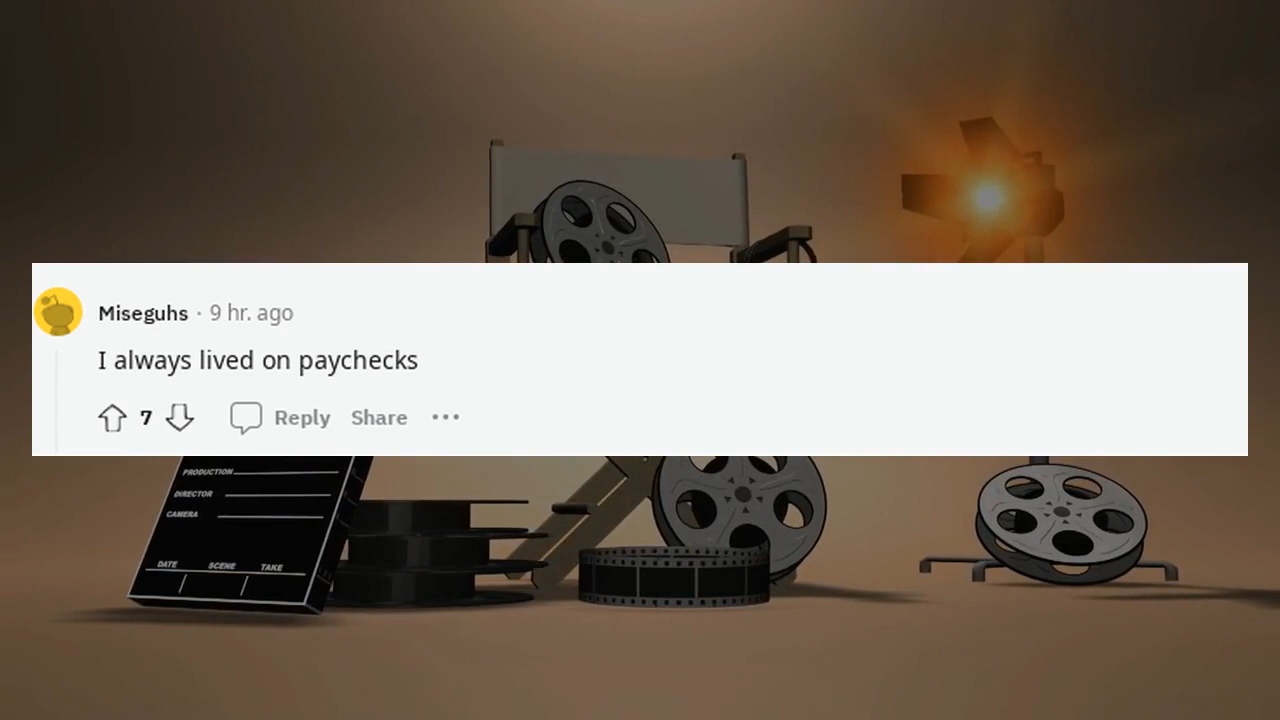 Miseguhs · 9 hr. ago
I always lived on paychecks
7 Reply Share ···
PRODUCTION
DIRECTOR
CAMERA
DATE SCENE TAKE